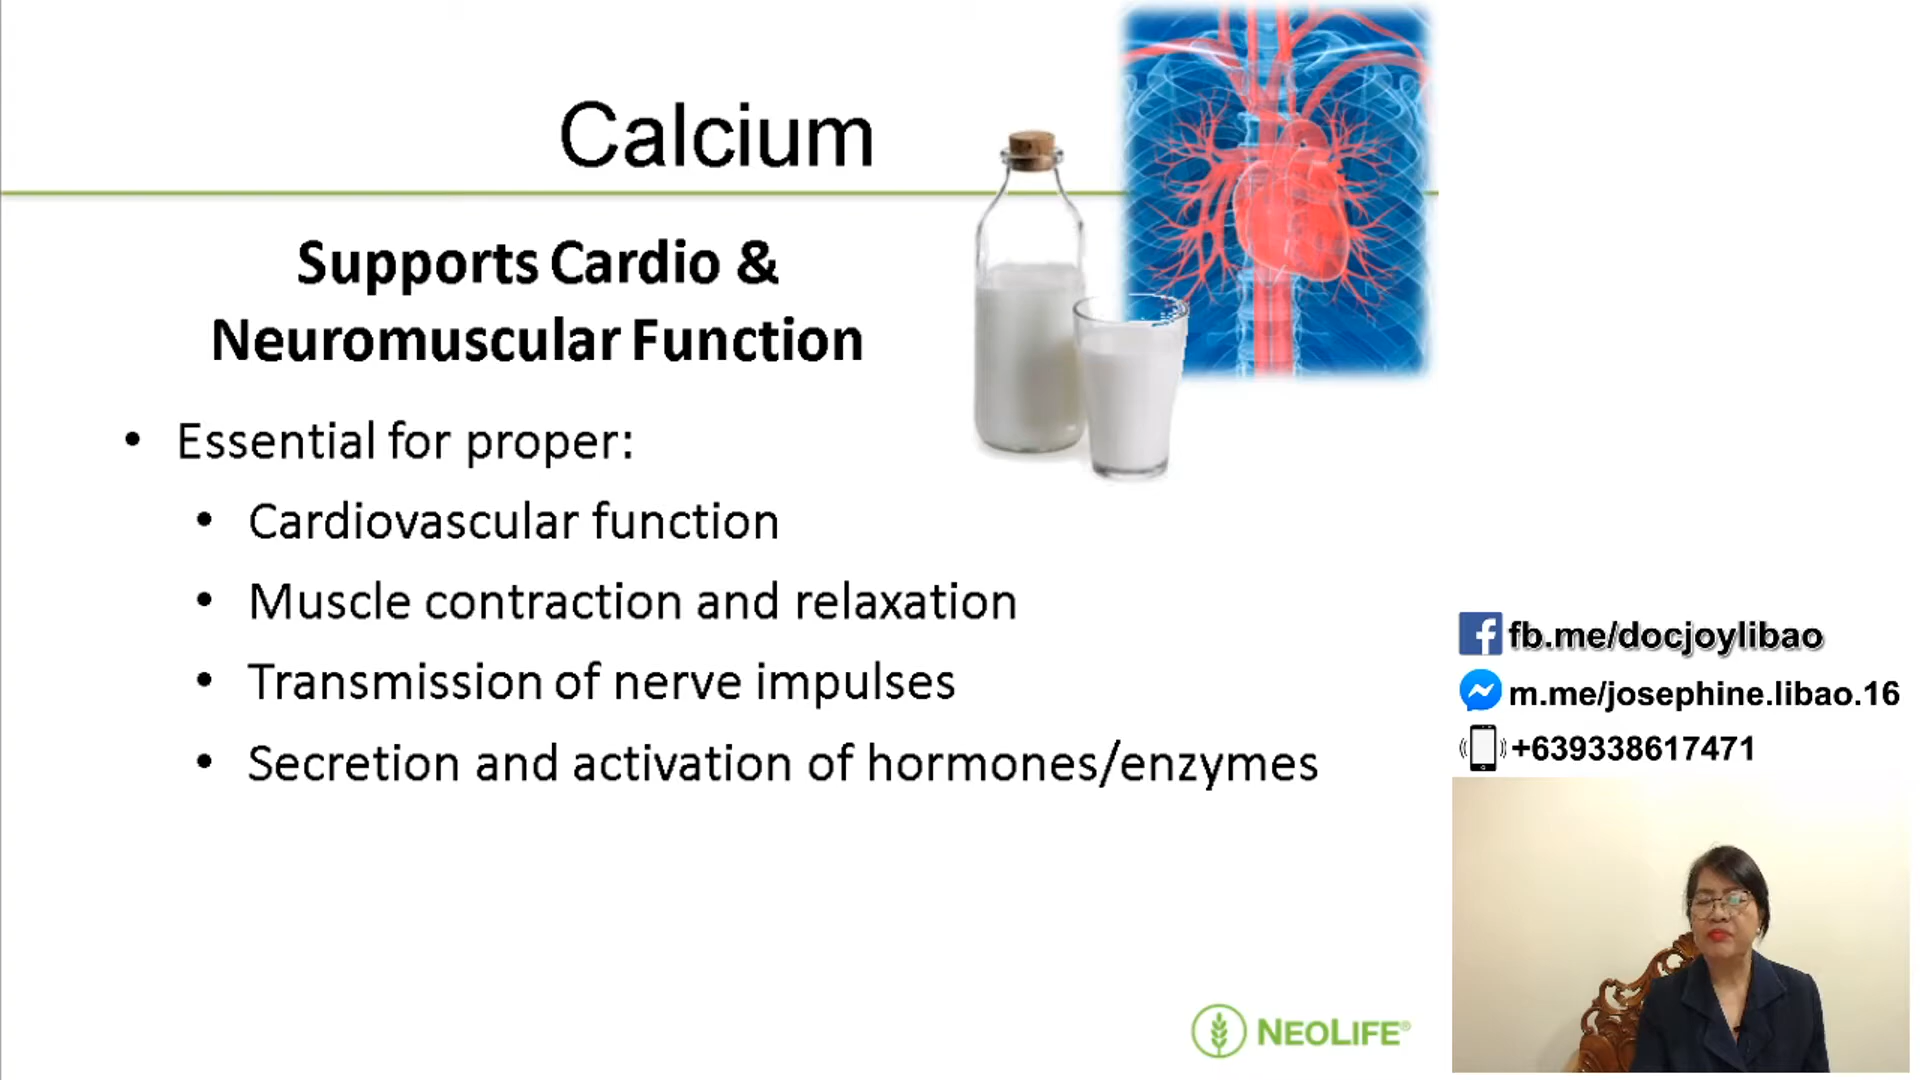 Calcium
Supports Cardio &
Neuromuscular Function
• Essential for proper:
• Cardiovascular function
• Muscle contraction and relaxation
• Transmission of nerve impulses
• Secretion and activation of hormones/enzymes
fb.me/docjoylibao
m.me/josephine.libao.16
+639338617471
NEOLIFE®